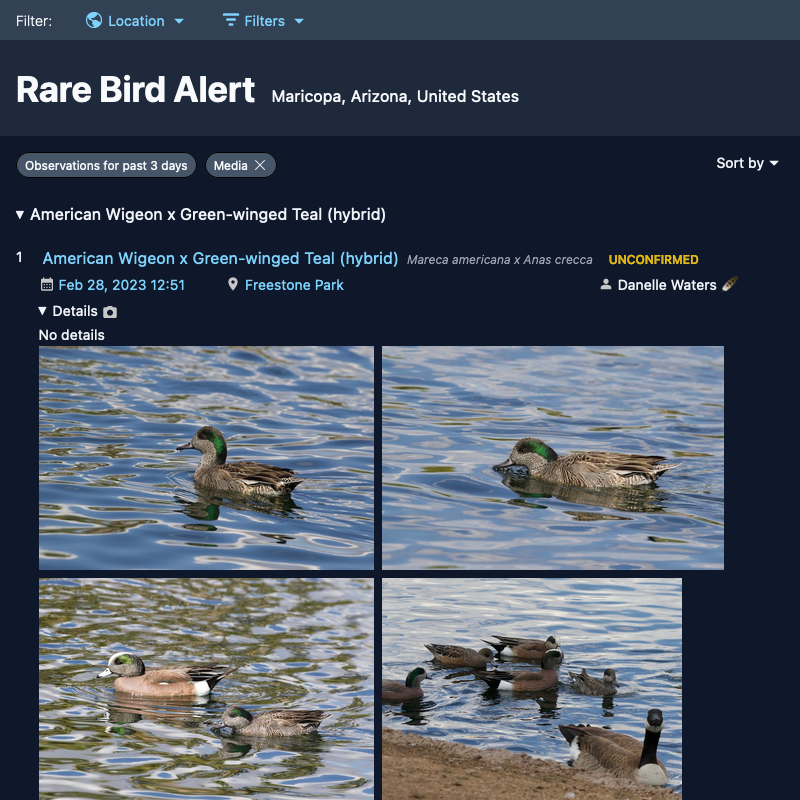 Filter: Location Filters
Rare Bird Alert Maricopa, Arizona, United States
Observations for past 3 days Media Sort by
American Wigeon x Green-winged Teal (hybrid)
1 American Wigeon x Green-winged Teal (hybrid) Mareca americana x Anas crecca UNCONFIRMED
Feb 28, 2023 12:51 Freestone Park Danelle Waters
Details
No details